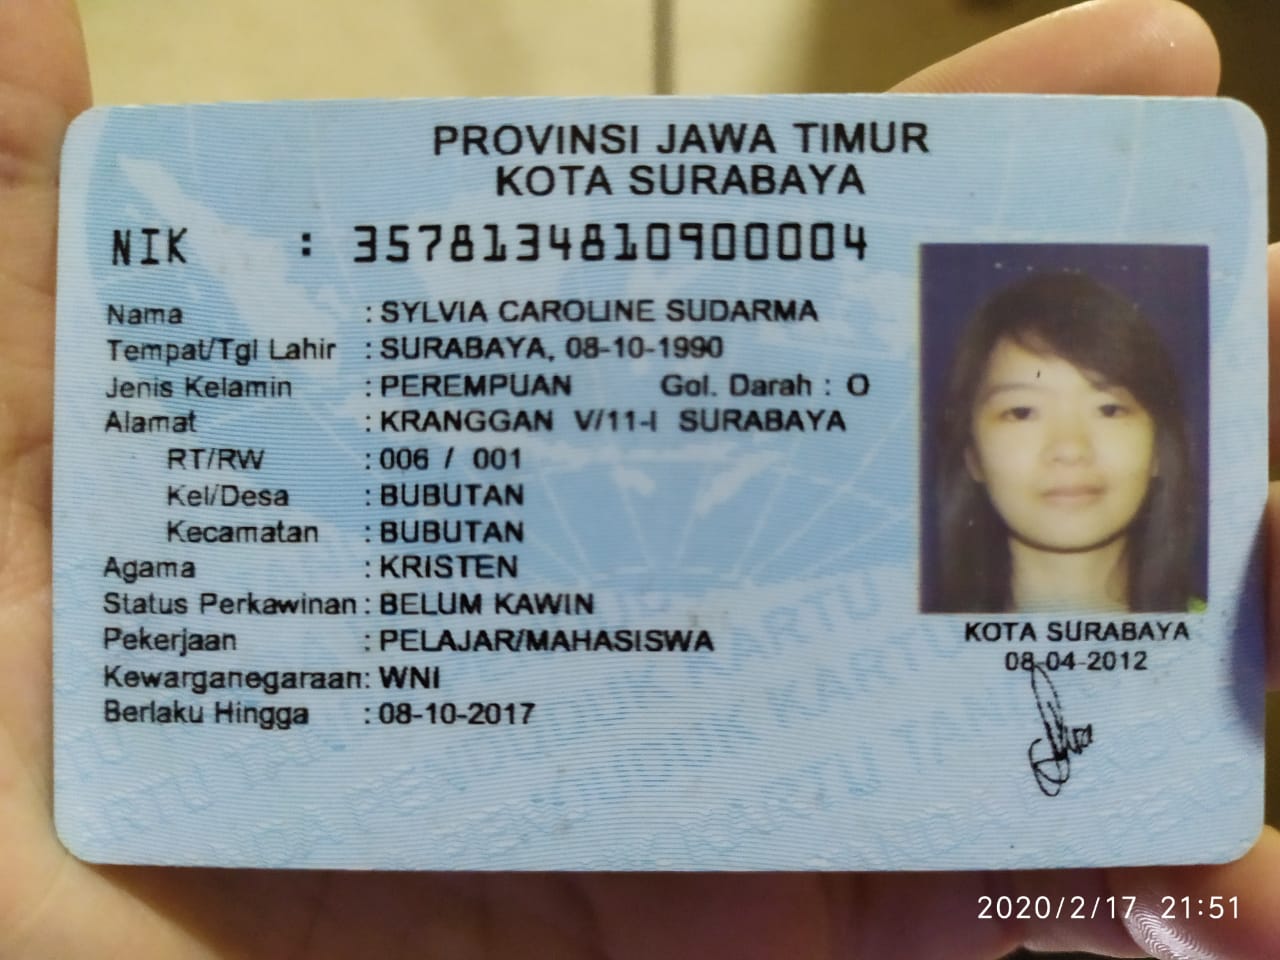 PROVINSI JAWA TIMUR
KOTA SURABAYA
NIK : 3578134810900004
Nama : SYLVIA CAROLINE SUDARMA
Tempat/Tgl Lahir : SURABAYA, 08-10-1990
Jenis Kelamin : PEREMPUAN Gol. Darah : O
Alamat : KRANGGAN V/11-I SURABAYA
RT/RW : 006 / 001
Kel/Desa : BUBUTAN
Kecamatan : BUBUTAN
Agama : KRISTEN
Status Perkawinan : BELUM KAWIN
Pekerjaan : PELAJAR/MAHASISWA
Kewarganegaraan : WNI
Berlaku Hingga : 08-10-2017
KOTA SURABAYA
08-04-2012
2020/2/17 21:51